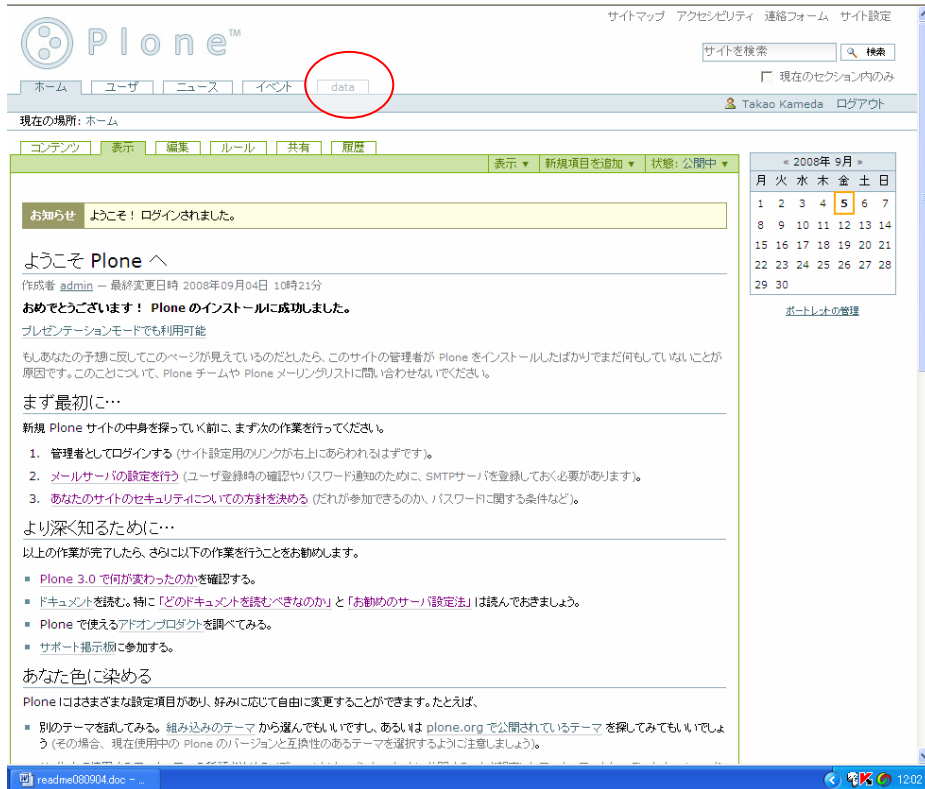 サイトマップ アクセシビリティ 連絡フォーム サイト設定
Plone™
サイトを検索 検索
現在のセクション内のみ
ホーム ユーザ ニュース イベント data
Takao Kameda ログアウト
現在の場所: ホーム
コンテンツ 表示 編集 ルール 共有 履歴
表示 ▼ 新規項目を追加 ▼ 状態: 公開中 ▼
« 2008年 9月 »
月 火 水 木 金 土 日
1 2 3 4 5 6 7
8 9 10 11 12 13 14
15 16 17 18 19 20 21
22 23 24 25 26 27 28
29 30
ポートレットの管理
お知らせ ようこそ! ログインされました。
ようこそ Plone へ
作成者 admin — 最終変更日時 2008年09月04日 10時21分
おめでとうございます! Plone のインストールに成功しました。
プレゼンテーションモードでも利用可能
もしあなたの予想に反してこのページが見えているのだとしたら、このサイトの管理者が Plone をインストールしたばかりでまだ何もしていないことが
原因です。このことについて、Plone チームや Plone メーリングリストに問い合わせないでください。
まず最初に…
新規 Plone サイトの中身を探っていく前に、まず次の作業を行ってください。
1. 管理者としてログインする (サイト設定用のリンクが右上にあらわれるはずです)。
2. メールサーバの設定を行う (ユーザ登録時の確認やパスワード通知のために、SMTPサーバを登録しておく必要があります)。
3. あなたのサイトのセキュリティについての方針を決める (だれが参加できるのか、パスワードに関する条件など)。
より深く知るために…
以上の作業が完了したら、さらに以下の作業を行うことをお勧めします。
Plone 3.0 で何が変わったのかを確認する。
ドキュメントを読む。特に「どのドキュメントを読むべきなのか」と「お勧めのサーバ設定法」は読んでおきましょう。
Plone で使えるアドオンプロダクトを調べてみる。
サポート掲示板に参加する。
あなた色に染める
Plone にはさまざまな設定項目があり、好みに応じて自由に変更することができます。たとえば、
別のテーマを試してみる。組み込みのテーマ から選んでもいいですし、あるいは plone.org で公開されているテーマ を探してみてもいいでしょ
う (その場合、現在使用中の Plone のバージョンと互換性のあるテーマを選択するように注意しましょう)。
readme080904.doc - ...
12:02